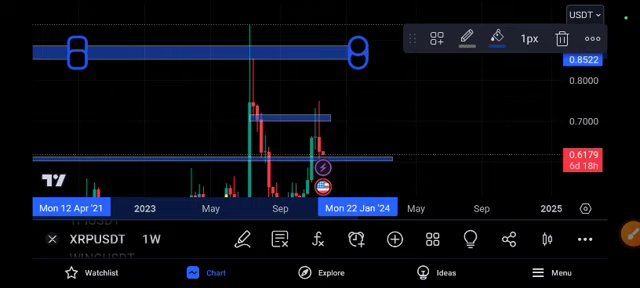 USDT
1px
0.8522
0.8000
0.7000
0.6179
6d 18h
Mon 12 Apr '21
2023
May
Sep
Mon 22 Jan '24
May
Sep
2025
XRPUSDT
1W
WINGUSDT
Watchlist
Chart
Explore
Ideas
Menu